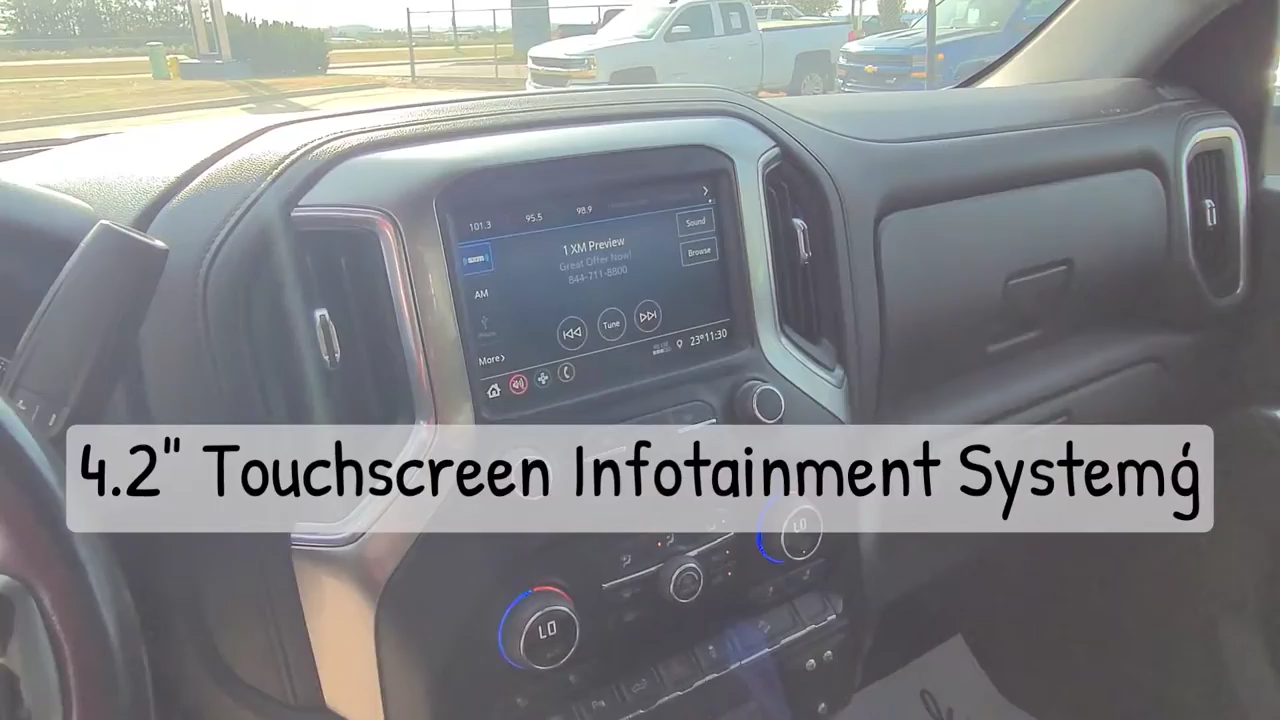 101.3 95.5 98.9
Sound
1 XM Preview
Great Offer Now!
844-711-8800
Browse
AM
Tune
More
23° 11:30
4.2" Touchscreen Infotainment Systemǵ
LO
LO